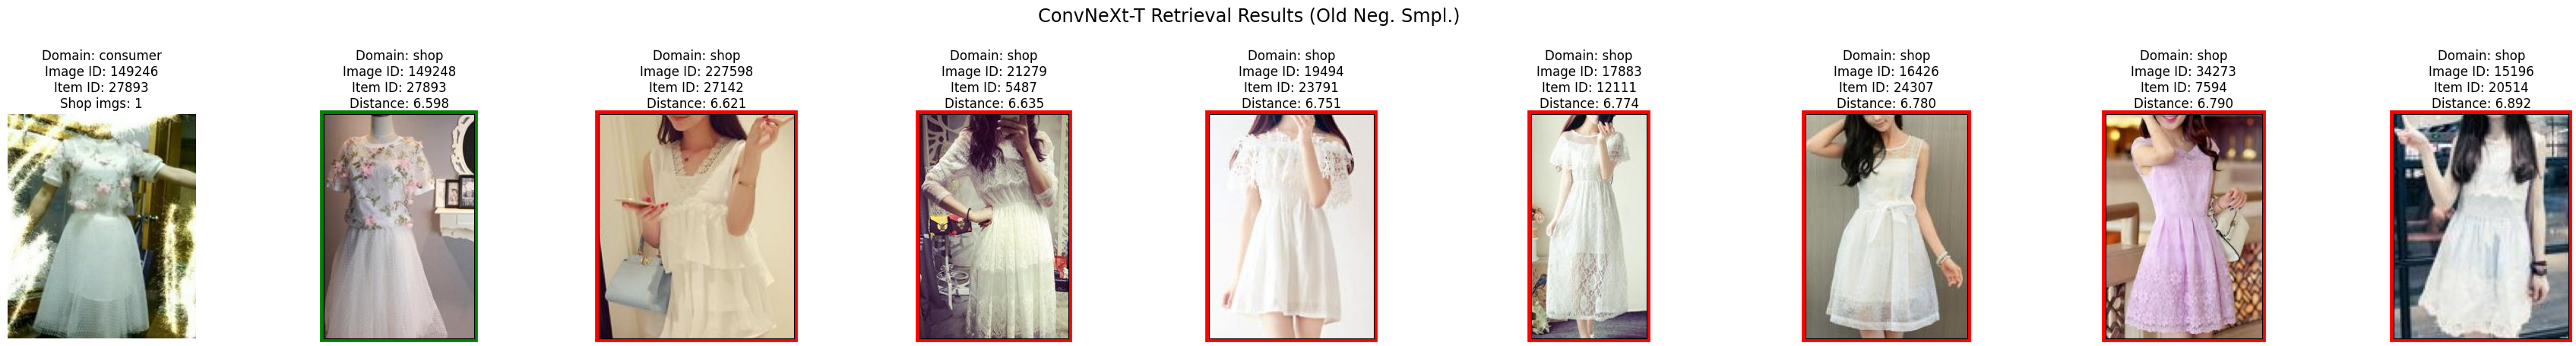 ConvNeXt-T Retrieval Results (Old Neg. Smpl.)
Domain: consumer
Image ID: 149246
Item ID: 27893
Shop imgs: 1
Domain: shop
Image ID: 149248
Item ID: 27893
Distance: 6.598
Domain: shop
Image ID: 227598
Item ID: 27142
Distance: 6.621
Domain: shop
Image ID: 21279
Item ID: 5487
Distance: 6.635
Domain: shop
Image ID: 19494
Item ID: 23791
Distance: 6.751
Domain: shop
Image ID: 17883
Item ID: 12111
Distance: 6.774
Domain: shop
Image ID: 16426
Item ID: 24307
Distance: 6.780
Domain: shop
Image ID: 34273
Item ID: 7594
Distance: 6.790
Domain: shop
Image ID: 15196
Item ID: 20514
Distance: 6.892